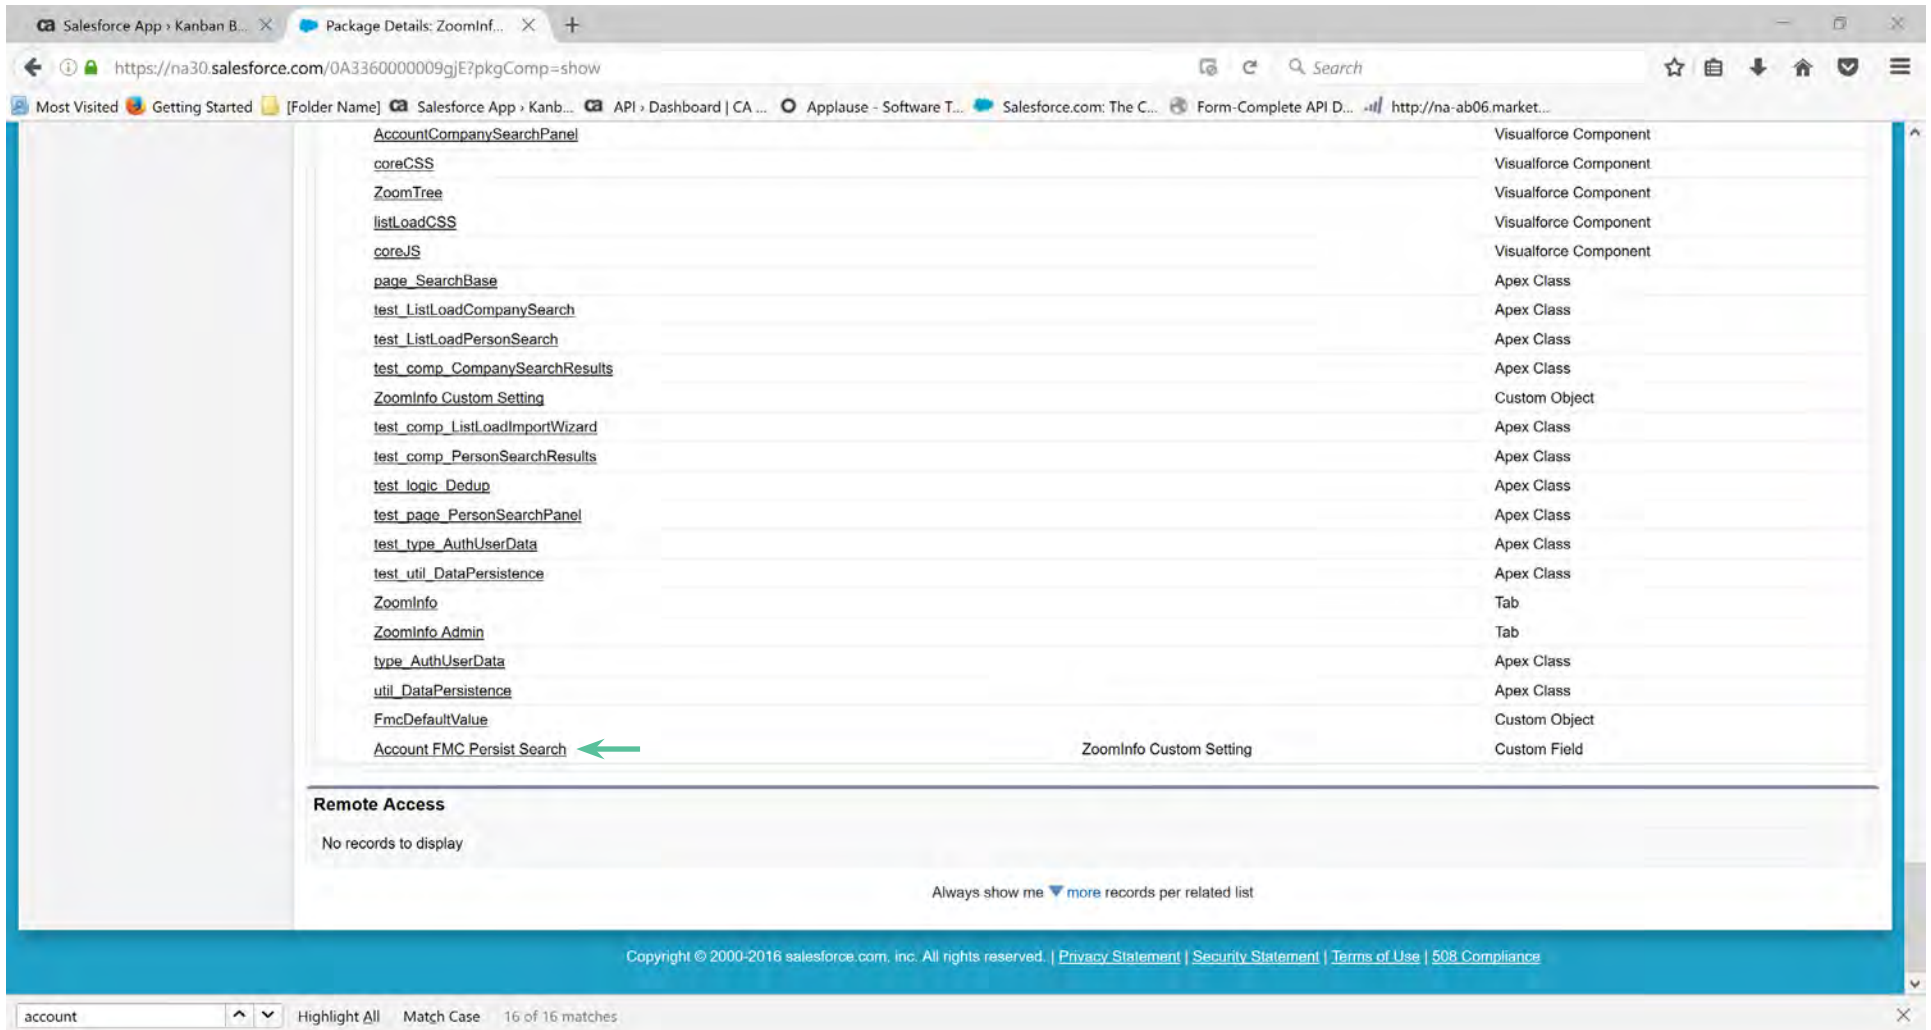 ca Salesforce App › Kanban B... Package Details: ZoomInf...
https://na30.salesforce.com/0A3360000009gjE?pkgComp=show Search
Most Visited Getting Started [Folder Name] ca Salesforce App › Kanb... ca API › Dashboard | CA ... Applause - Software T... Salesforce.com: The C... Form-Complete API D... http://na-ab06.market...
AccountCompanySearchPanel Visualforce Component
coreCSS Visualforce Component
ZoomTree Visualforce Component
listLoadCSS Visualforce Component
coreJS Visualforce Component
page_SearchBase Apex Class
test_ListLoadCompanySearch Apex Class
test_ListLoadPersonSearch Apex Class
test_comp_CompanySearchResults Apex Class
ZoomInfo Custom Setting Custom Object
test_comp_ListLoadImportWizard Apex Class
test_comp_PersonSearchResults Apex Class
test_logic_Dedup Apex Class
test_page_PersonSearchPanel Apex Class
test_type_AuthUserData Apex Class
test_util_DataPersistence Apex Class
ZoomInfo Tab
ZoomInfo Admin Tab
type_AuthUserData Apex Class
util_DataPersistence Apex Class
FmcDefaultValue Custom Object
Account FMC Persist Search ZoomInfo Custom Setting Custom Field
Remote Access
No records to display
Always show me more records per related list
Copyright © 2000-2016 salesforce.com, inc. All rights reserved. | Privacy Statement | Security Statement | Terms of Use | 508 Compliance
account Highlight All Match Case 16 of 16 matches